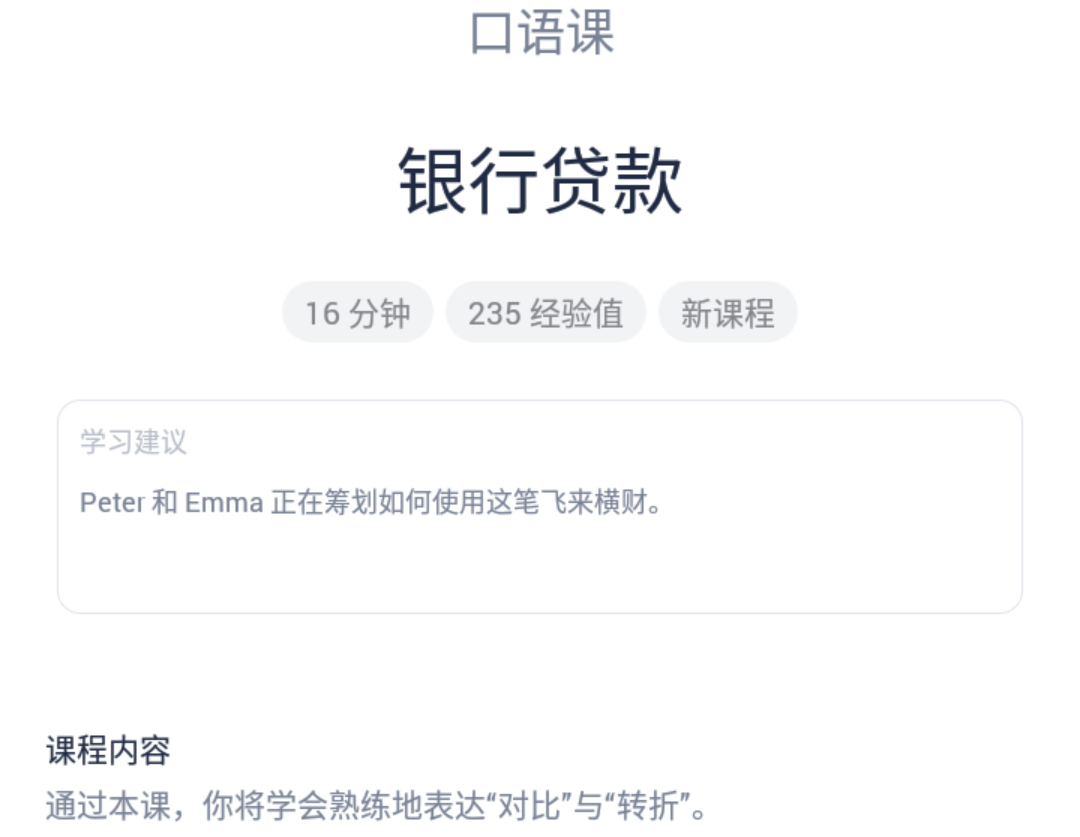 口语课
银行贷款
16 分钟 235 经验值 新课程
学习建议
Peter 和 Emma 正在筹划如何使用这笔飞来横财。
课程内容
通过本课，你将学会熟练地表达“对比”与“转折”。